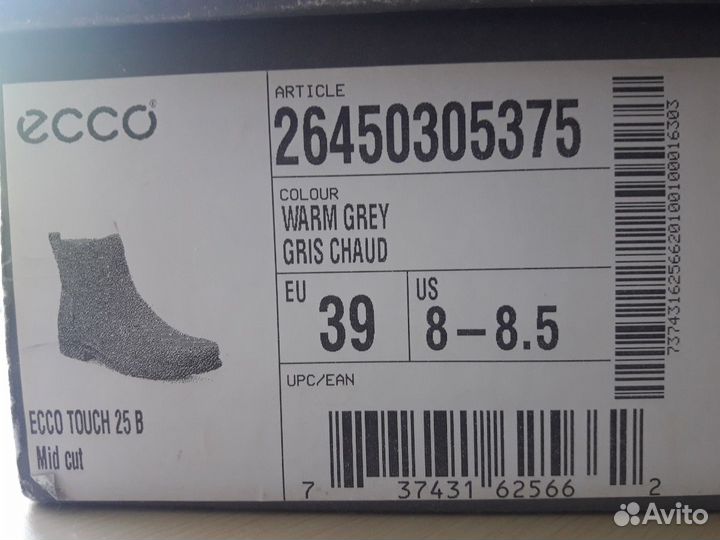 ecco®
ARTICLE
26450305375
COLOUR
WARM GREY
GRIS CHAUD
EU
39
US
8 – 8.5
UPC/EAN
7 37431 62566 2
ECCO TOUCH 25 B
Mid cut
73743162566201001000016303
Avito